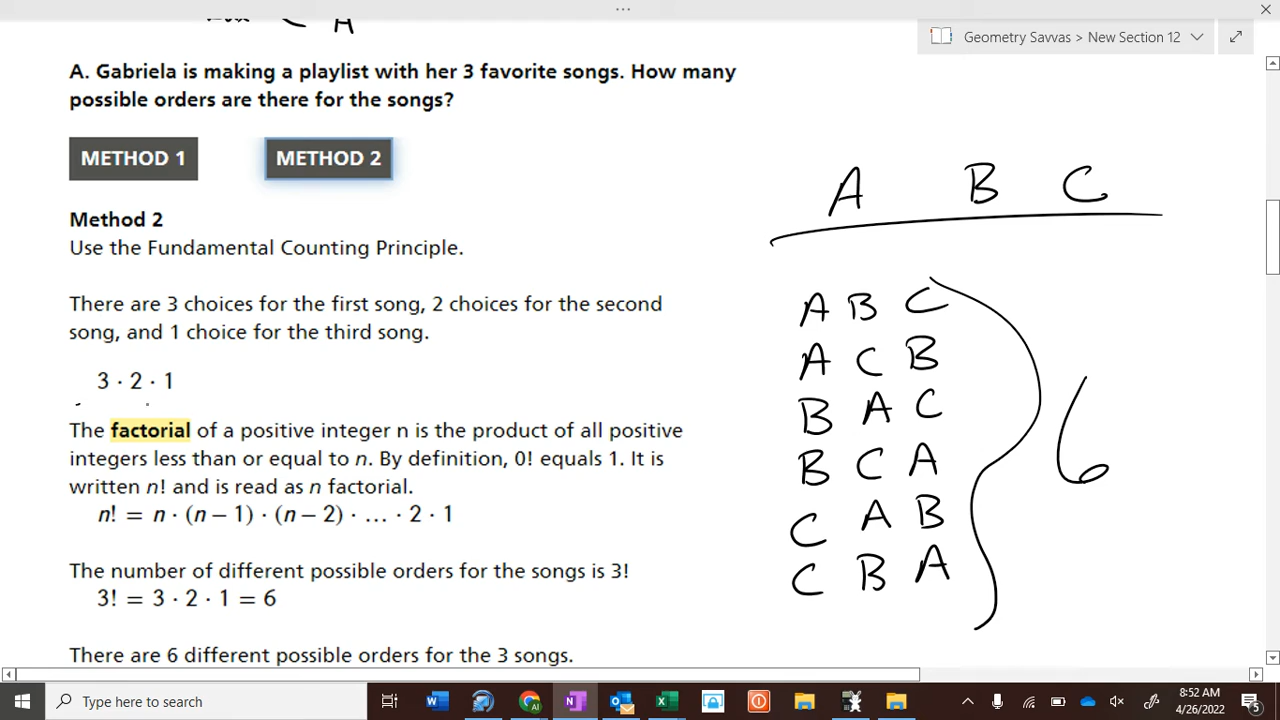 Geometry Savvas > New Section 12
A
A. Gabriela is making a playlist with her 3 favorite songs. How many
possible orders are there for the songs?
METHOD 1
METHOD 2
Method 2
Use the Fundamental Counting Principle.
There are 3 choices for the first song, 2 choices for the second
song, and 1 choice for the third song.
3 · 2 · 1
The factorial of a positive integer n is the product of all positive
integers less than or equal to n. By definition, 0! equals 1. It is
written n! and is read as n factorial.
n! = n · (n − 1) · (n − 2) · … · 2 · 1
The number of different possible orders for the songs is 3!
3! = 3 · 2 · 1 = 6
There are 6 different possible orders for the 3 songs.
A B C
A B C
A C B
B A C
B C A
C A B
C B A
6
Type here to search
8:52 AM
4/26/2022
5